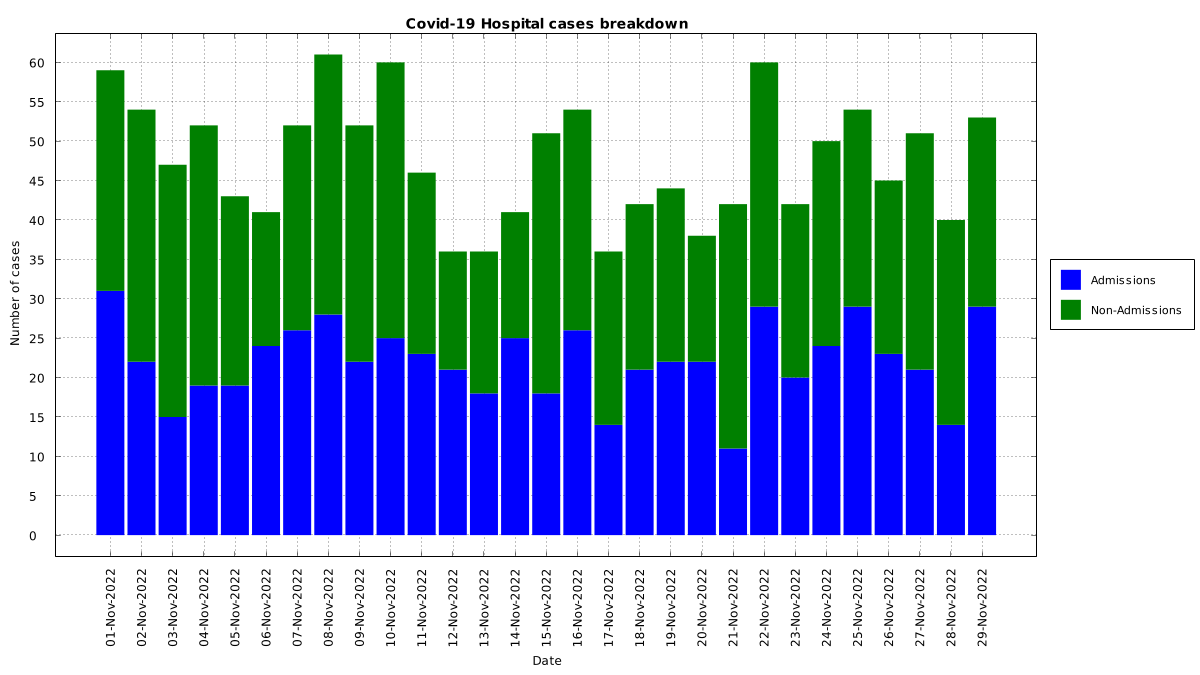 Covid-19 Hospital cases breakdown
60
55
50
45
40
35
30
25
20
15
10
5
0
Number of cases
01-Nov-2022
02-Nov-2022
03-Nov-2022
04-Nov-2022
05-Nov-2022
06-Nov-2022
07-Nov-2022
08-Nov-2022
09-Nov-2022
10-Nov-2022
11-Nov-2022
12-Nov-2022
13-Nov-2022
14-Nov-2022
15-Nov-2022
16-Nov-2022
17-Nov-2022
18-Nov-2022
19-Nov-2022
20-Nov-2022
21-Nov-2022
22-Nov-2022
23-Nov-2022
24-Nov-2022
25-Nov-2022
26-Nov-2022
27-Nov-2022
28-Nov-2022
29-Nov-2022
Date
Admissions
Non-Admissions